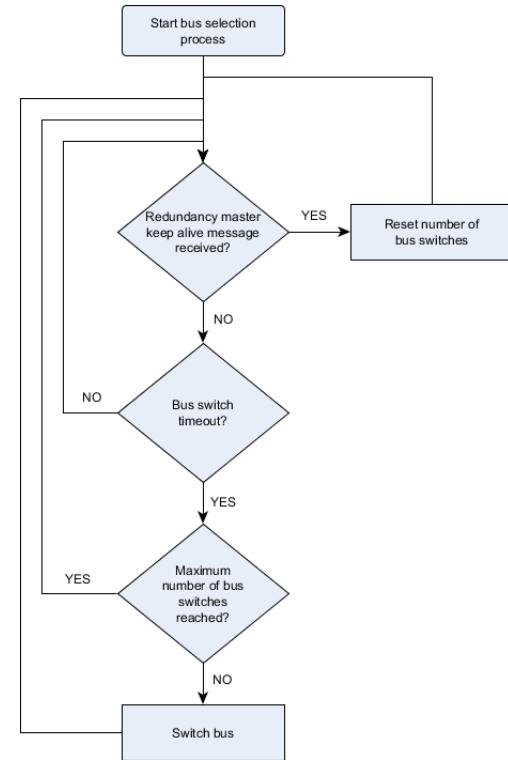 Start bus selection
process
Redundancy master
keep alive message
received?
YES
Reset number of
bus switches
NO
NO
Bus switch
timeout?
YES
YES
Maximum
number of bus
switches
reached?
NO
Switch bus